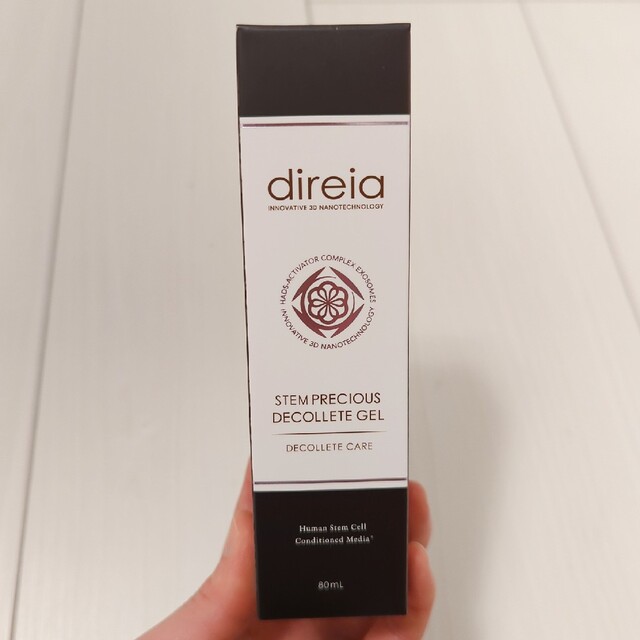 direia
INNOVATIVE 3D NANOTECHNOLOGY
HADS-ACTIVATOR COMPLEX EXOSOMES
INNOVATIVE 3D NANOTECHNOLOGY
STEM PRECIOUS
DECOLLETE GEL
DECOLLETE CARE
Human Stem Cell
Conditioned Media*
80mL